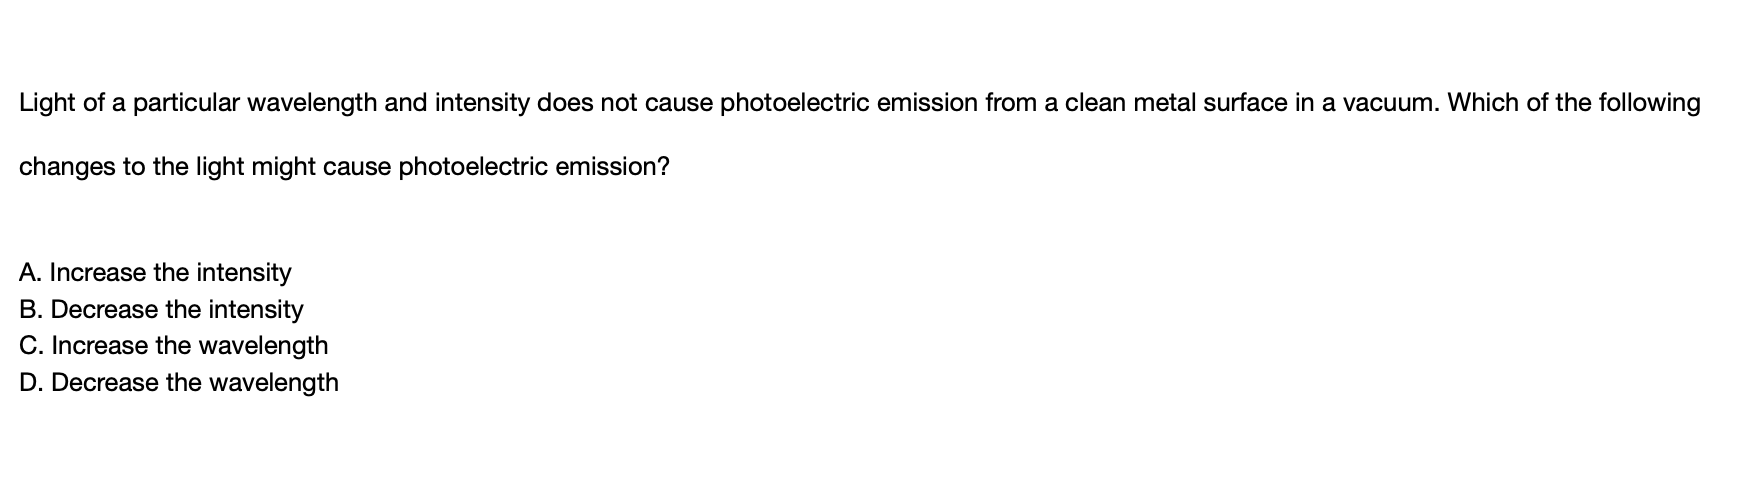 Light of a particular wavelength and intensity does not cause photoelectric emission from a clean metal surface in a vacuum. Which of the following
changes to the light might cause photoelectric emission?
A. Increase the intensity
B. Decrease the intensity
C. Increase the wavelength
D. Decrease the wavelength